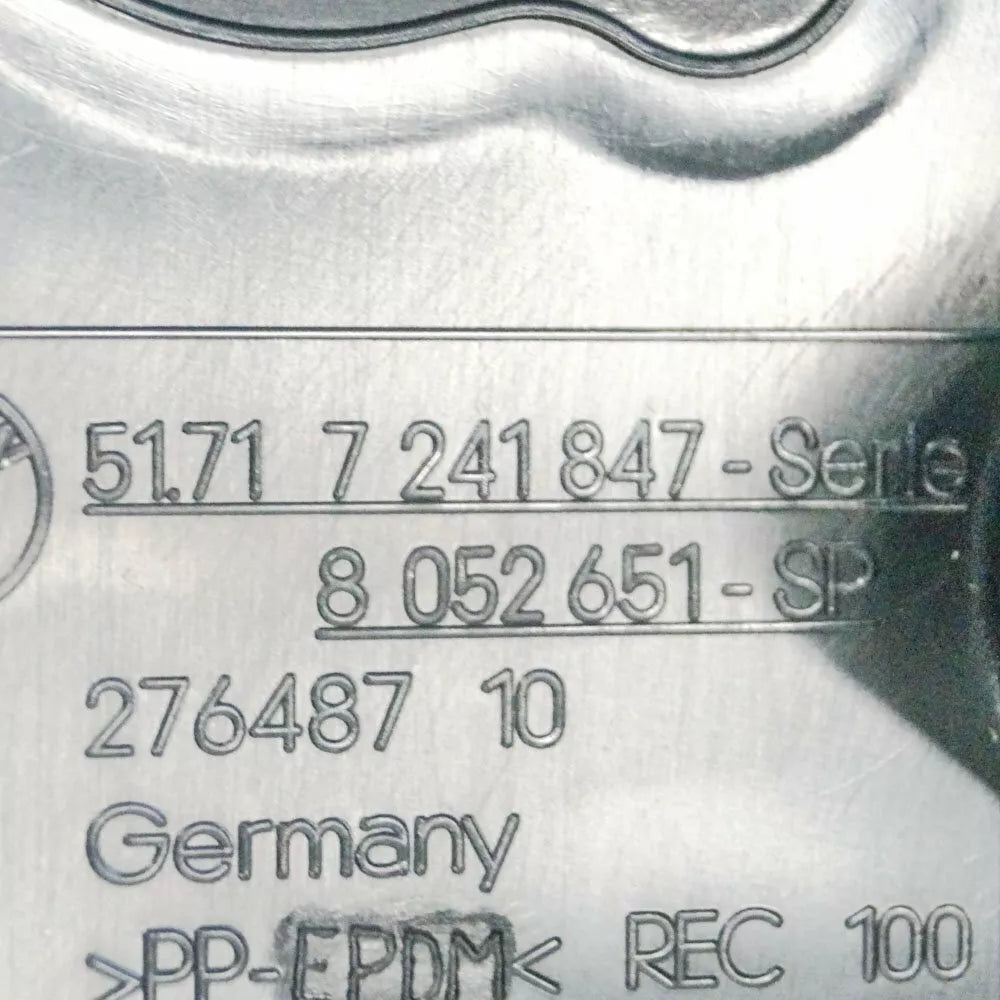 51.71 7 241 847 - Serie
8 052 651 - SP
276487 10
Germany
>PP-EPDM< REC 100